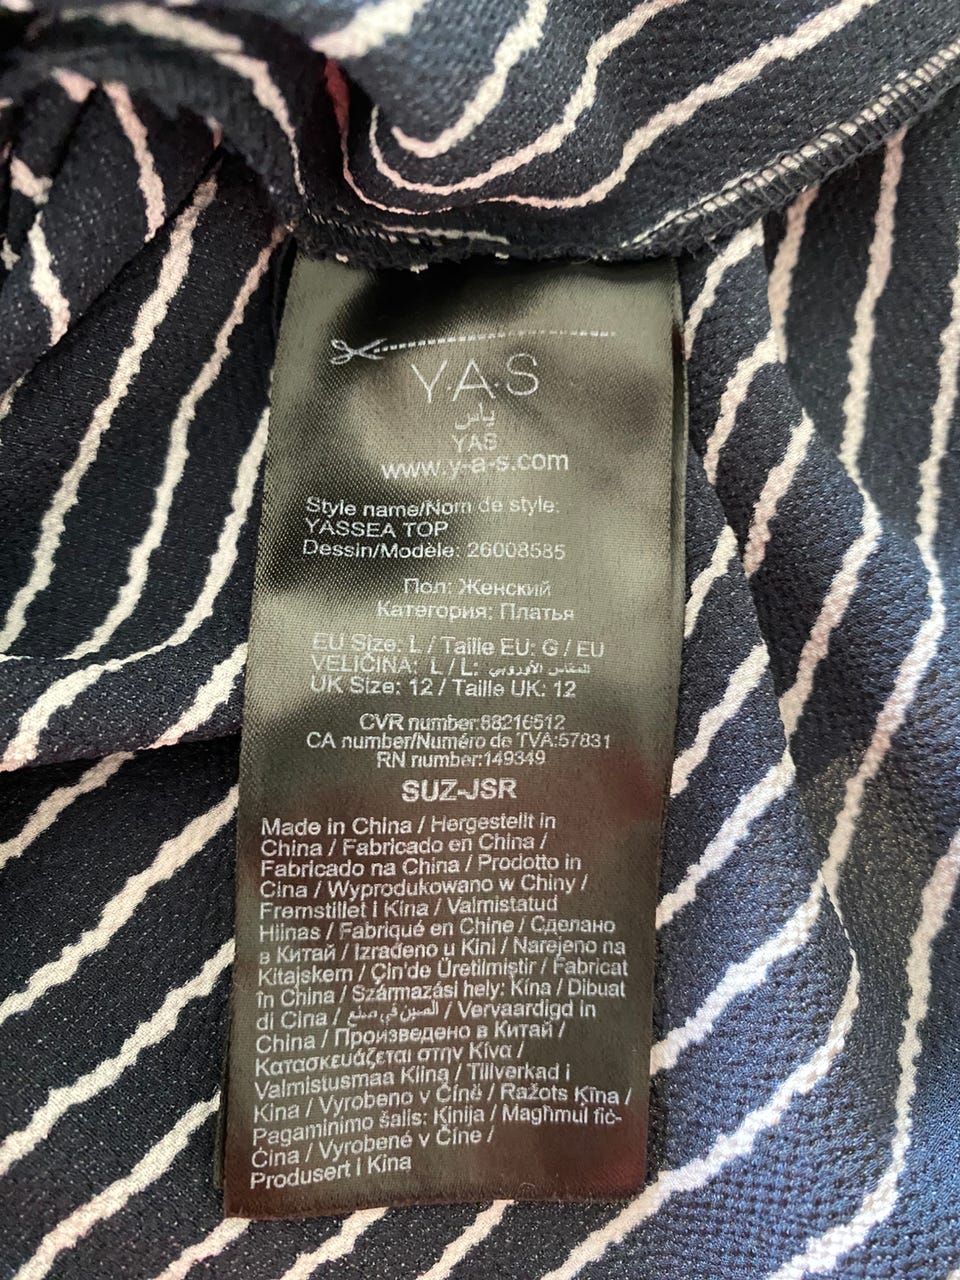 Y.A.S
ياس
YAS
www.y-a-s.com
Style name/Nom de style:
YASSEA TOP
Dessin/Modèle: 26008585
Пол: Женский
Категория: Платья
EU Size: L / Taille EU: G / EU
VELIČINA: L / L: المقاس الأوروبي
UK Size: 12 / Taille UK: 12
CVR number:88216512
CA number/Numéro de TVA:57831
RN number:149349
SUZ-JSR
Made in China / Hergestellt in
China / Fabricado en China /
Fabricado na China / Prodotto in
Cina / Wyprodukowano w Chiny /
Fremstillet i Kina / Valmistatud
Hiinas / Fabriqué en Chine / Сделано
в Китай / Izrađeno u Kini / Narejeno na
Kitajskem / Çin'de Üretilmiştir / Fabricat
în China / Származási hely: Kína / Dibuat
di Cina / الصين في صنع / Vervaardigd in
China / Произведено в Китай /
Κατασκευάζεται στην Κίνα /
Valmistusmaa Kiina / Tillverkad i
Kina / Vyrobeno v Číně / Ražots Ķīna /
Pagaminimo šalis: Kinija / Magħmul fiċ-
Ċina / Vyrobené v Číne /
Produsert i Kina